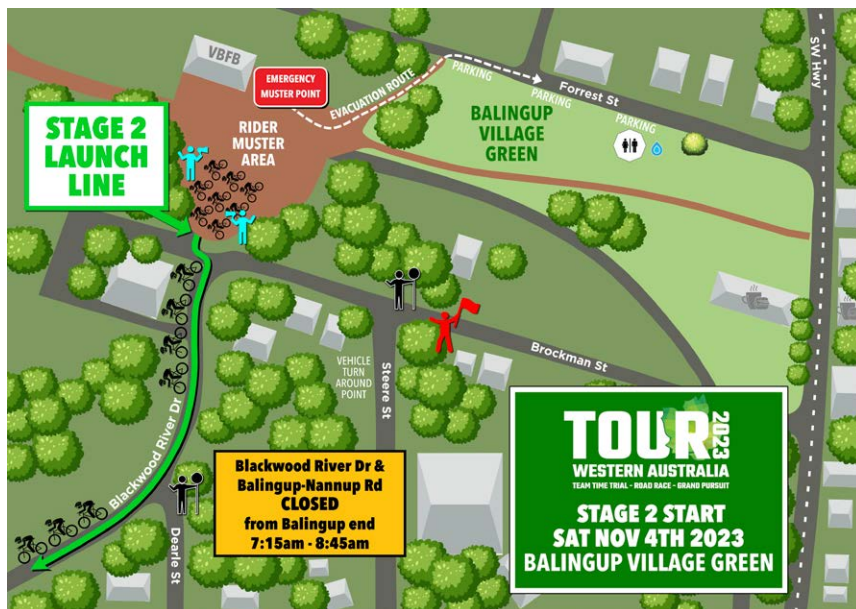 VBFB
EMERGENCY
MUSTER POINT
EVACUATION ROUTE
PARKING
PARKING
PARKING
Forrest St
SW HWY
STAGE 2
LAUNCH
LINE
RIDER
MUSTER
AREA
BALINGUP
VILLAGE
GREEN
Brockman St
Steere St
VEHICLE
TURN
AROUND
POINT
Blackwood River Dr
Dearle St
Blackwood River Dr &
Balingup-Nannup Rd
CLOSED
from Balingup end
7:15am - 8:45am
TOUR
2023
WESTERN AUSTRALIA
TEAM TIME TRIAL - ROAD RACE - GRAND PURSUIT
STAGE 2 START
SAT NOV 4TH 2023
BALINGUP VILLAGE GREEN